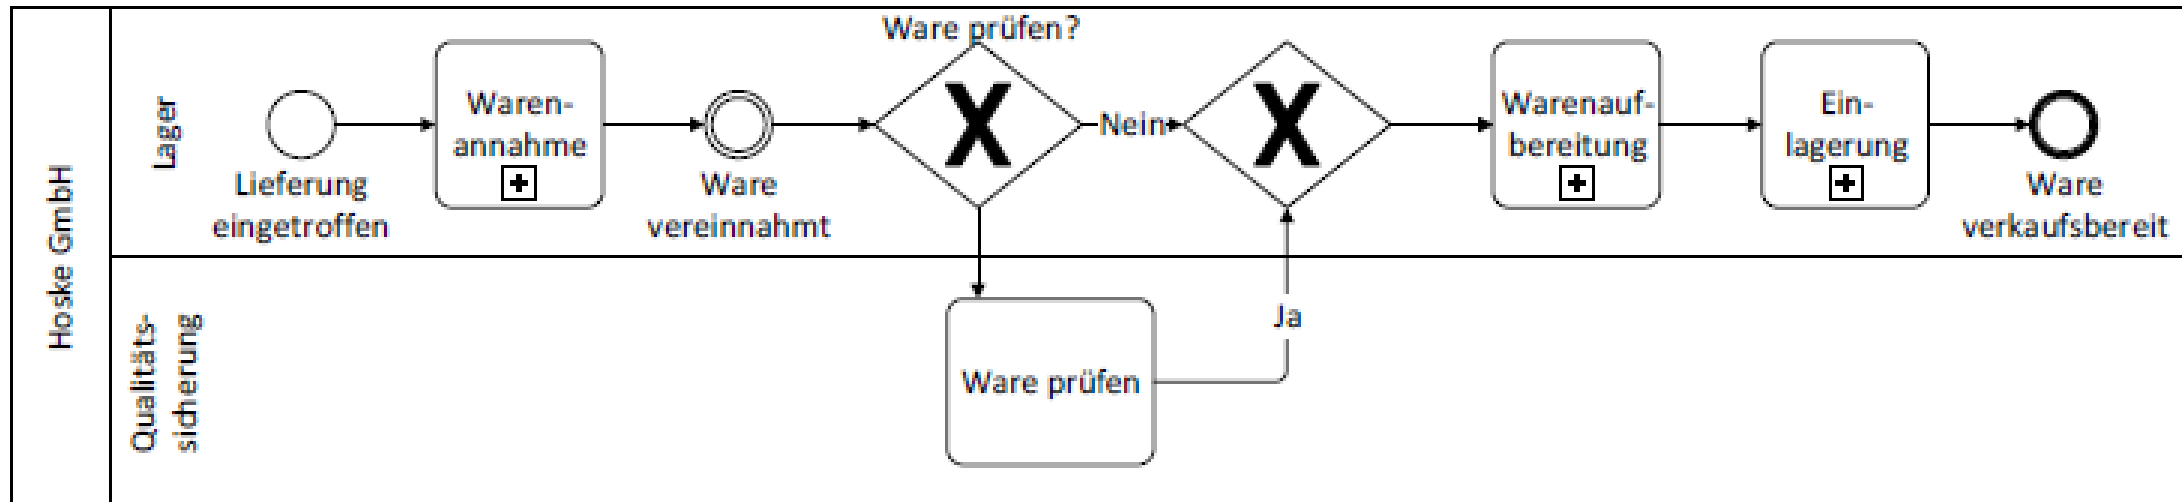 Hoske GmbH
Lager
Lieferung
eingetroffen
Waren-
annahme
Ware
vereinnahmt
Ware prüfen?
X
Nein
X
Warenauf-
bereitung
Ein-
lagerung
Ware
verkaufsbereit
Qualitäts-
sicherung
Ware prüfen
Ja